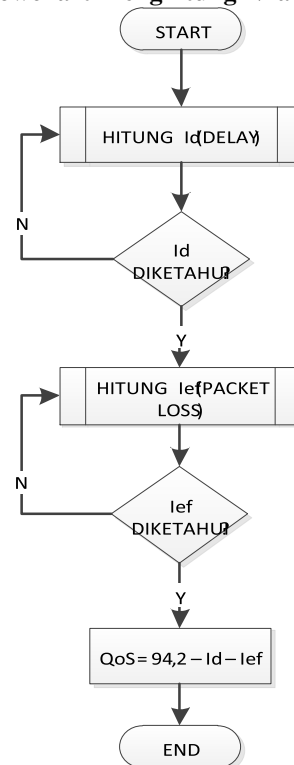 START
HITUNG Id(DELAY)
Id
DIKETAHUI?
N
Y
HITUNG Ief(PACKET
LOSS)
Ief
DIKETAHUI?
N
Y
QoS = 94,2 – Id – Ief
END